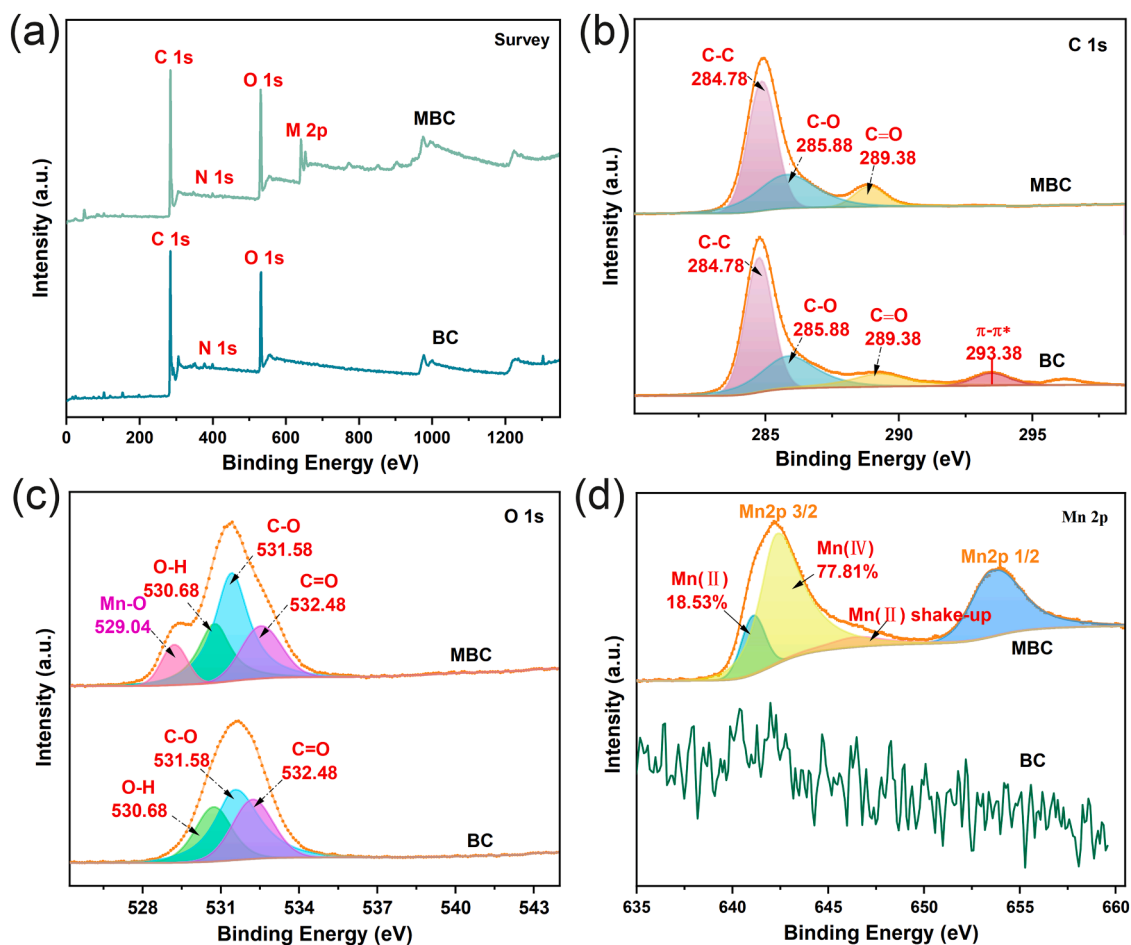 (a)
Survey
C 1s
O 1s
M 2p
MBC
N 1s
C 1s
O 1s
N 1s
BC
Intensity (a.u.)
0 200 400 600 800 1000 1200
Binding Energy (eV)
(b)
C 1s
C-C
284.78
C-O
285.88
C=O
289.38
MBC
C-C
284.78
C-O
285.88
C=O
289.38
π-π*
293.38
BC
Intensity (a.u.)
285 290 295
Binding Energy (eV)
(c)
O 1s
C-O
531.58
O-H
530.68
C=O
532.48
Mn-O
529.04
MBC
C-O
531.58
C=O
532.48
O-H
530.68
BC
Intensity (a.u.)
528 531 534 537 540 543
Binding Energy (eV)
(d)
Mn 2p
Mn2p 3/2
Mn(Ⅳ)
77.81%
Mn2p 1/2
Mn(Ⅱ)
18.53%
Mn(Ⅱ) shake-up
MBC
BC
Intensity (a.u.)
635 640 645 650 655 660
Binding Energy (eV)